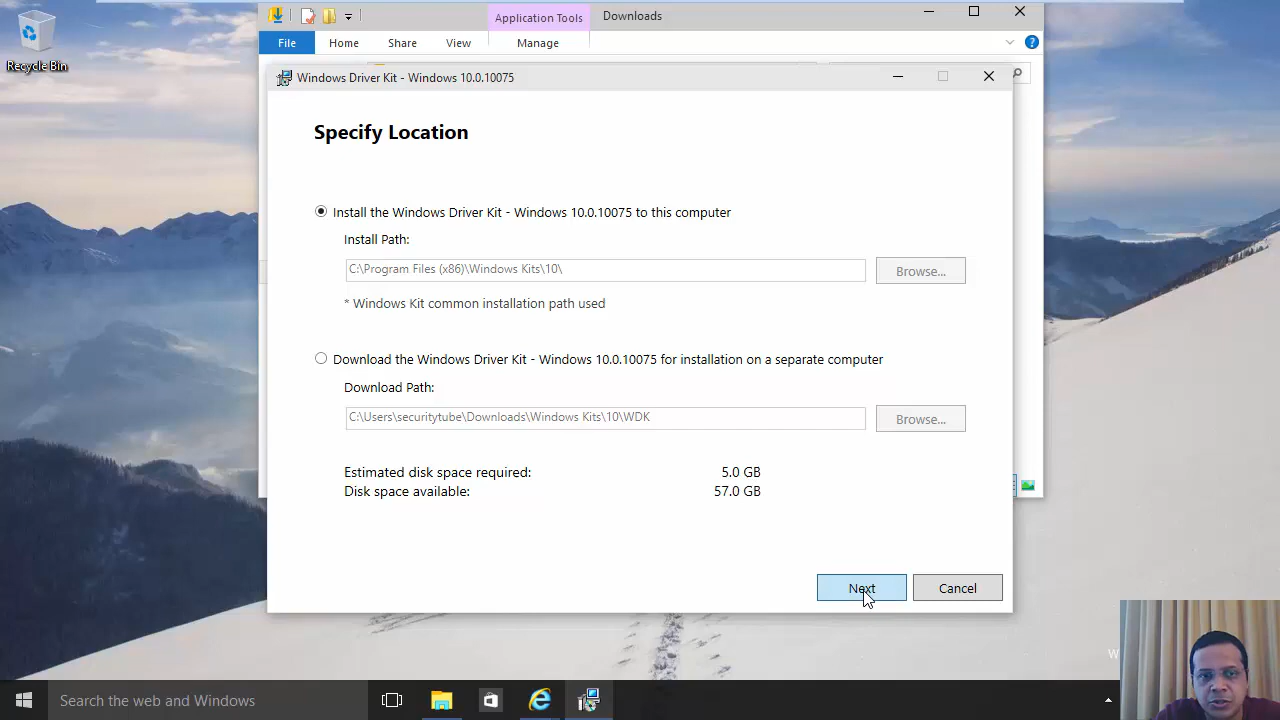 Recycle Bin
Application Tools
Downloads
File
Home
Share
View
Manage
Windows Driver Kit - Windows 10.0.10075
Specify Location
Install the Windows Driver Kit - Windows 10.0.10075 to this computer
Install Path:
C:\Program Files (x86)\Windows Kits\10\
Browse...
* Windows Kit common installation path used
Download the Windows Driver Kit - Windows 10.0.10075 for installation on a separate computer
Download Path:
C:\Users\securitytube\Downloads\Windows Kits\10\WDK
Browse...
Estimated disk space required: 5.0 GB
Disk space available: 57.0 GB
Next
Cancel
Search the web and Windows